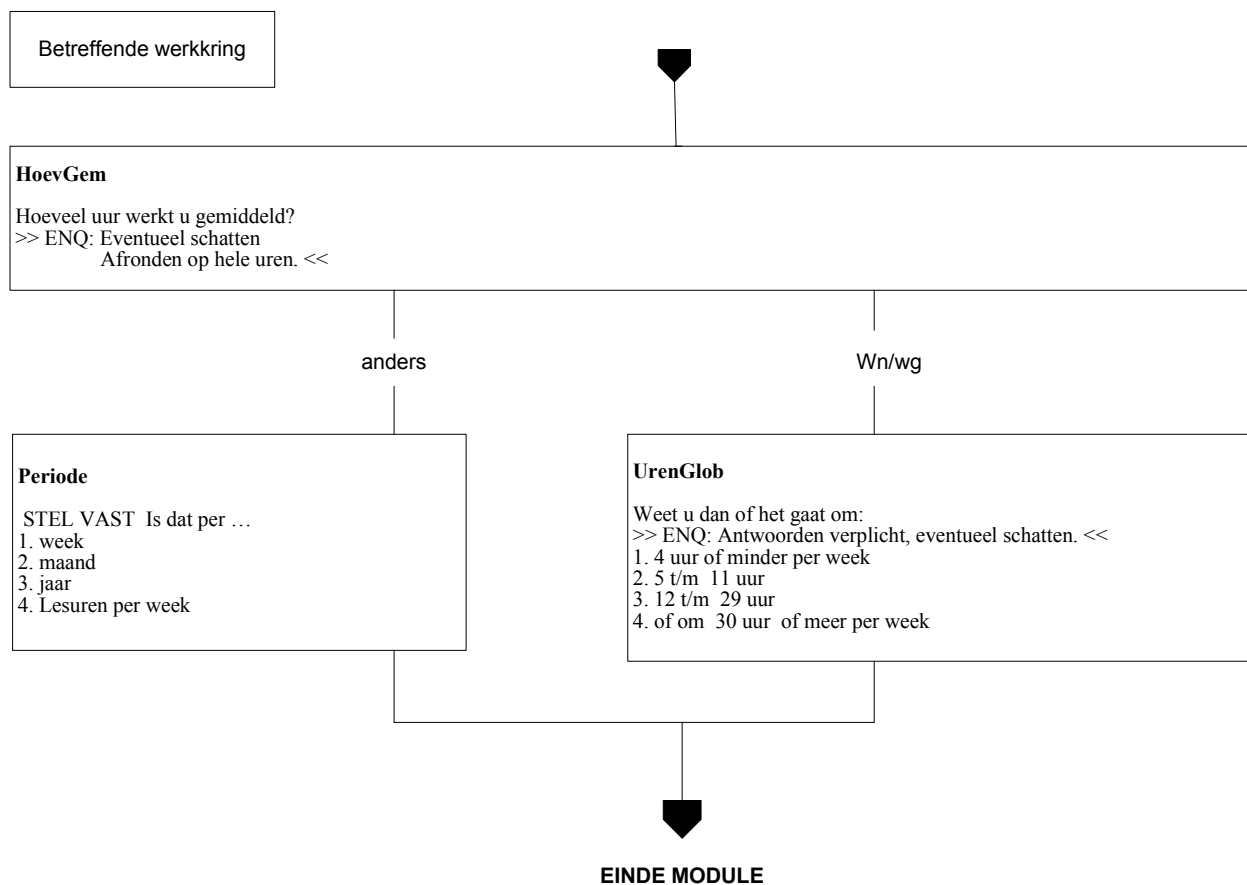 Betreffende werkkring
HoevGem
Hoeveel uur werkt u gemiddeld?
>> ENQ: Eventueel schatten
Afronden op hele uren. <<
anders
Wn/wg
Periode
STEL VAST Is dat per …
1. week
2. maand
3. jaar
4. Lesuren per week
UrenGlob
Weet u dan of het gaat om:
>> ENQ: Antwoorden verplicht, eventueel schatten. <<
1. 4 uur of minder per week
2. 5 t/m 11 uur
3. 12 t/m 29 uur
4. of om 30 uur of meer per week
EINDE MODULE